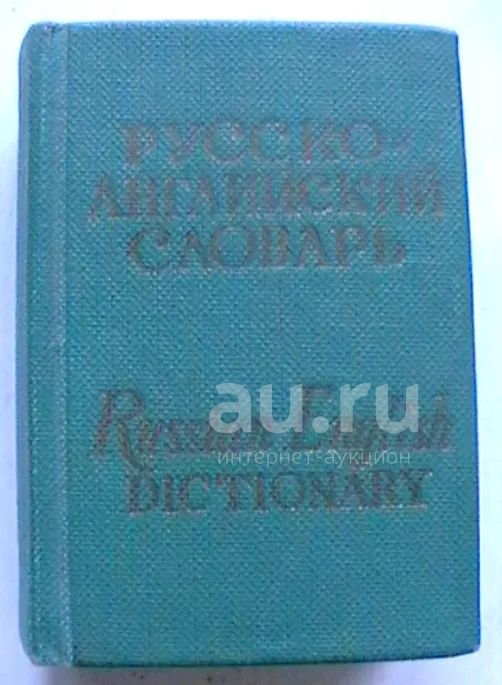 РУССКО-
АНГЛИЙСКИЙ
СЛОВАРЬ
Russian-English
DICTIONARY
au.ru
интернет-аукцион